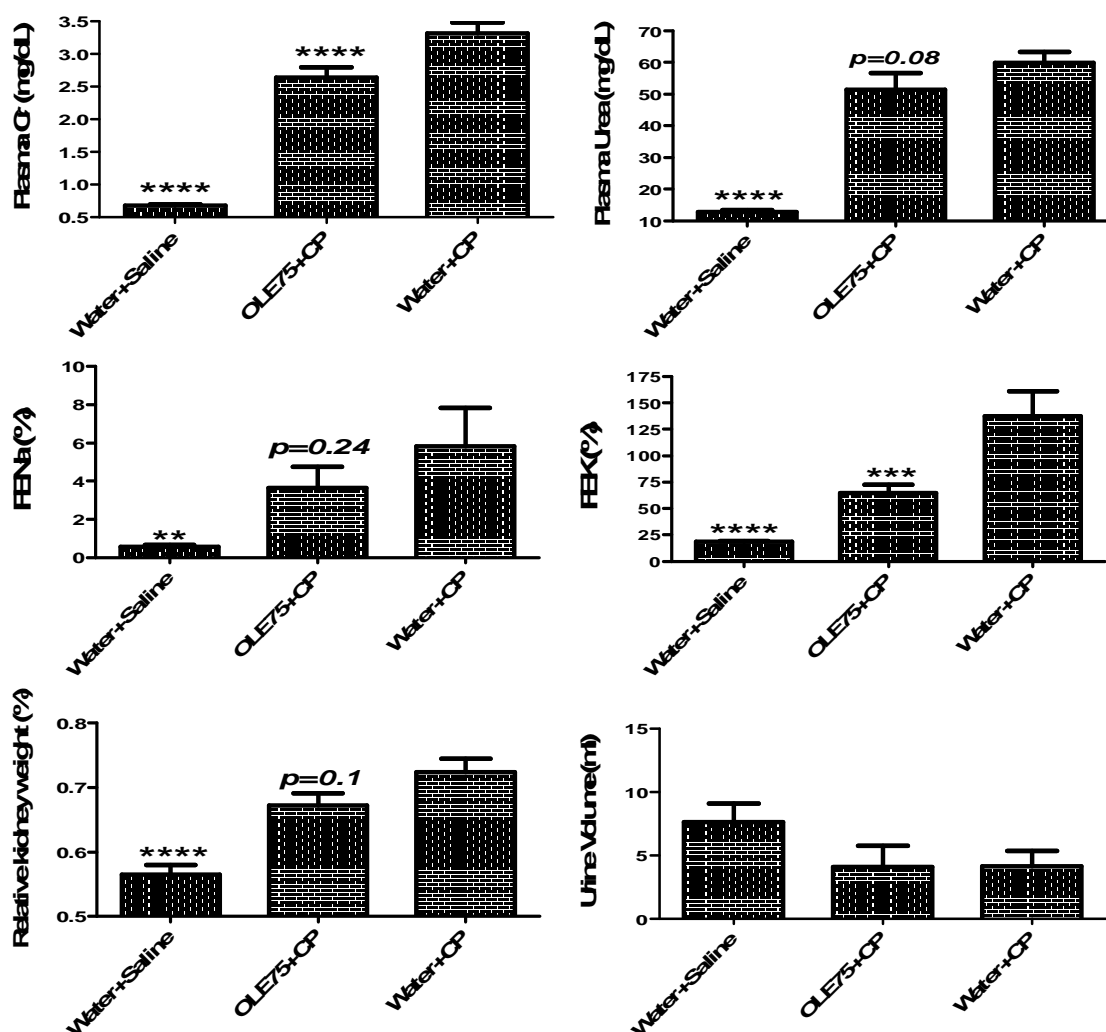 Plasma Cr (mg/dL)
3.5
3.0
2.5
2.0
1.5
1.0
0.5
****
****
Water+Saline
OLE75+CP
Water+CP
Plasma Urea (mg/dL)
70
60
50
40
30
20
10
****
p=0.08
Water+Saline
OLE75+CP
Water+CP
FENa (%)
10
8
6
4
2
0
**
p=0.24
Water+Saline
OLE75+CP
Water+CP
FEK (%)
175
150
125
100
75
50
25
0
****
***
Water+Saline
OLE75+CP
Water+CP
Relative kidney weight (%)
0.8
0.7
0.6
0.5
****
p=0.1
Water+Saline
OLE75+CP
Water+CP
Urine Volume (ml)
15
10
5
0
Water+Saline
OLE75+CP
Water+CP